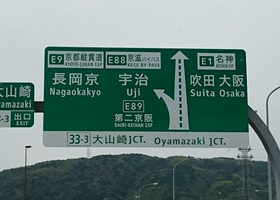 E9 京都縦貫道
KYOTO-JUKAN EXP
E88 京滋バイパス
KEIJI BY-PASS
E1 名神
長岡京
Nagaokakyo
宇治
Uji
吹田 大阪
Suita Osaka
E89
第二京阪
DAINI-KEIHAN EXP
33-3 大山崎JCT. Oyamazaki JCT.
大山崎
yamazaki
-3 出口
EXIT